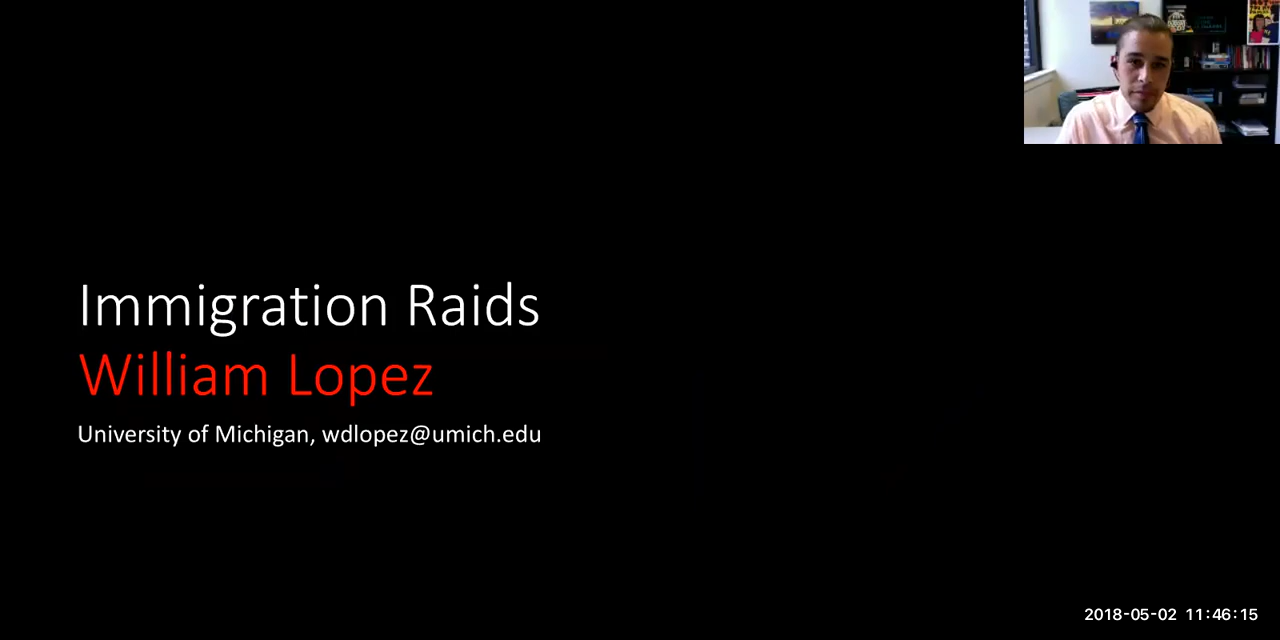 Immigration Raids
William Lopez
University of Michigan, wdlopez@umich.edu
2018-05-02 11:46:15